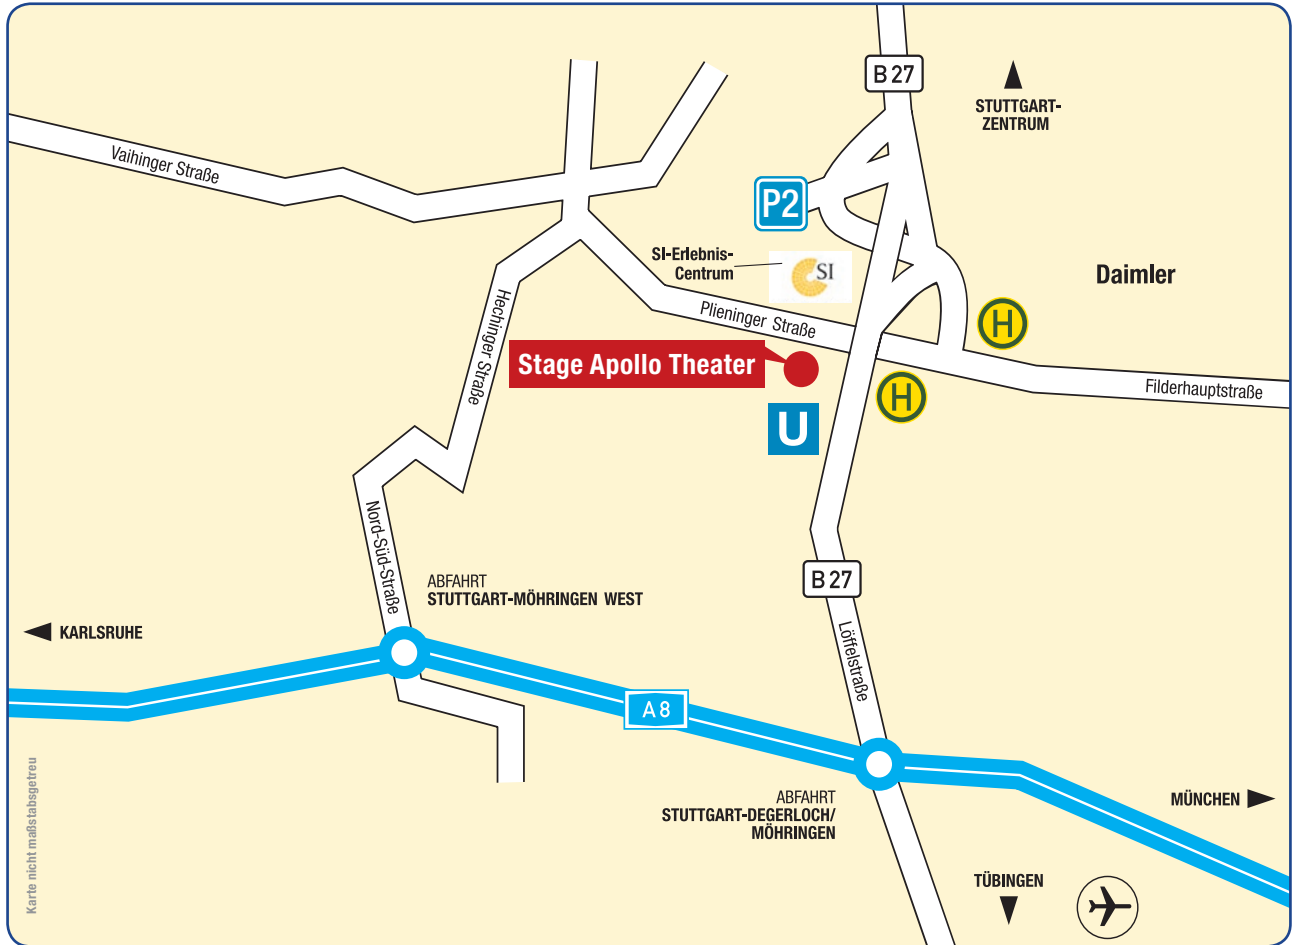 B 27
STUTTGART-
ZENTRUM
Vaihinger Straße
P2
SI-Erlebnis-
Centrum
SI
Daimler
Hechinger Straße
Plieninger Straße
H
Stage Apollo Theater
H
Filderhauptstraße
U
Nord-Süd-Straße
ABFAHRT
STUTTGART-MÖHRINGEN WEST
B 27
KARLSRUHE
Löffelstraße
A 8
ABFAHRT
STUTTGART-DEGERLOCH/
MÖHRINGEN
MÜNCHEN
Karte nicht maßstabsgetreu
TÜBINGEN